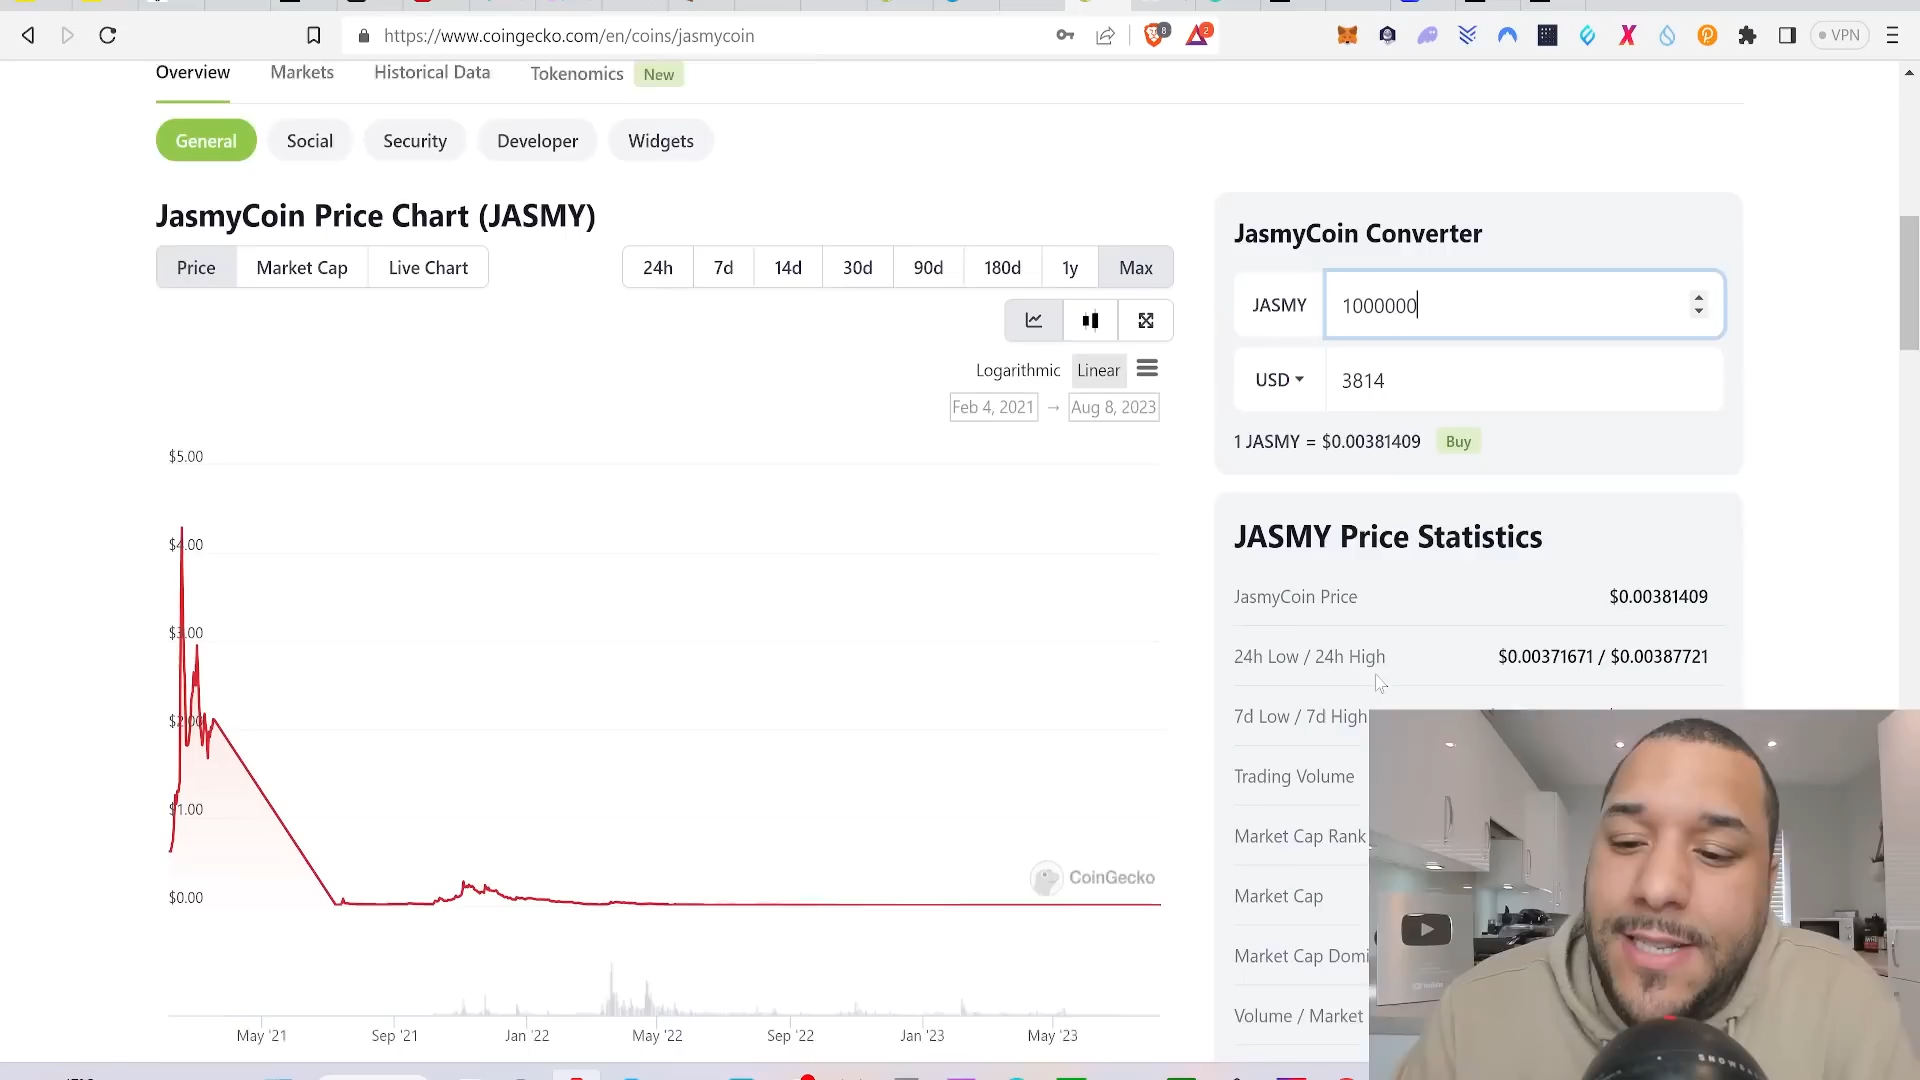 https://www.coingecko.com/en/coins/jasmycoin
8
2
VPN
Overview
Markets
Historical Data
Tokenomics
New
General
Social
Security
Developer
Widgets
JasmyCoin Price Chart (JASMY)
Price
Market Cap
Live Chart
24h
7d
14d
30d
90d
180d
1y
Max
Logarithmic
Linear
Feb 4, 2021 → Aug 8, 2023
$5.00
$4.00
$3.00
$2.00
$1.00
$0.00
CoinGecko
May '21
Sep '21
Jan '22
May '22
Sep '22
Jan '23
May '23
JasmyCoin Converter
JASMY
1000000
USD
3814
1 JASMY = $0.00381409
Buy
JASMY Price Statistics
JasmyCoin Price
$0.00381409
24h Low / 24h High
$0.00371671 / $0.00387721
7d Low / 7d High
Trading Volume
Market Cap Rank
Market Cap
Market Cap Domi
Volume / Market